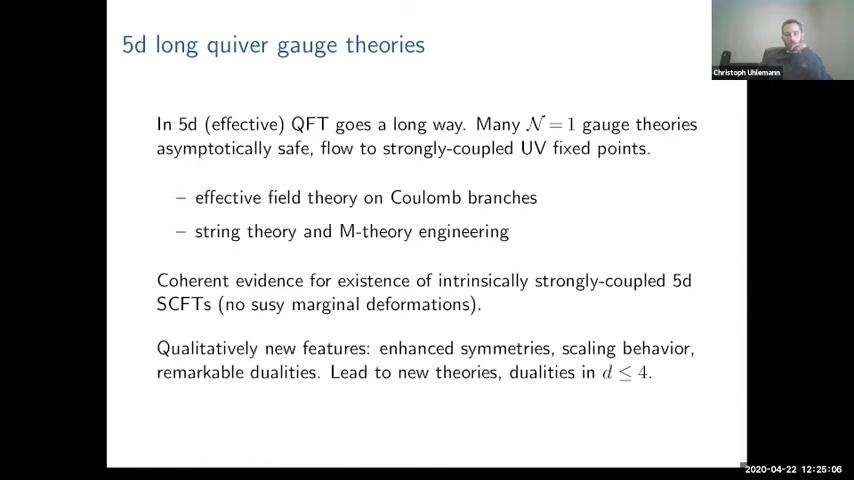 5d long quiver gauge theories
Christoph Uhlemann
In 5d (effective) QFT goes a long way. Many 𝒩 = 1 gauge theories
asymptotically safe, flow to strongly-coupled UV fixed points.
– effective field theory on Coulomb branches
– string theory and M-theory engineering
Coherent evidence for existence of intrinsically strongly-coupled 5d
SCFTs (no susy marginal deformations).
Qualitatively new features: enhanced symmetries, scaling behavior,
remarkable dualities. Lead to new theories, dualities in d ≤ 4.
2020-04-22 12:25:06